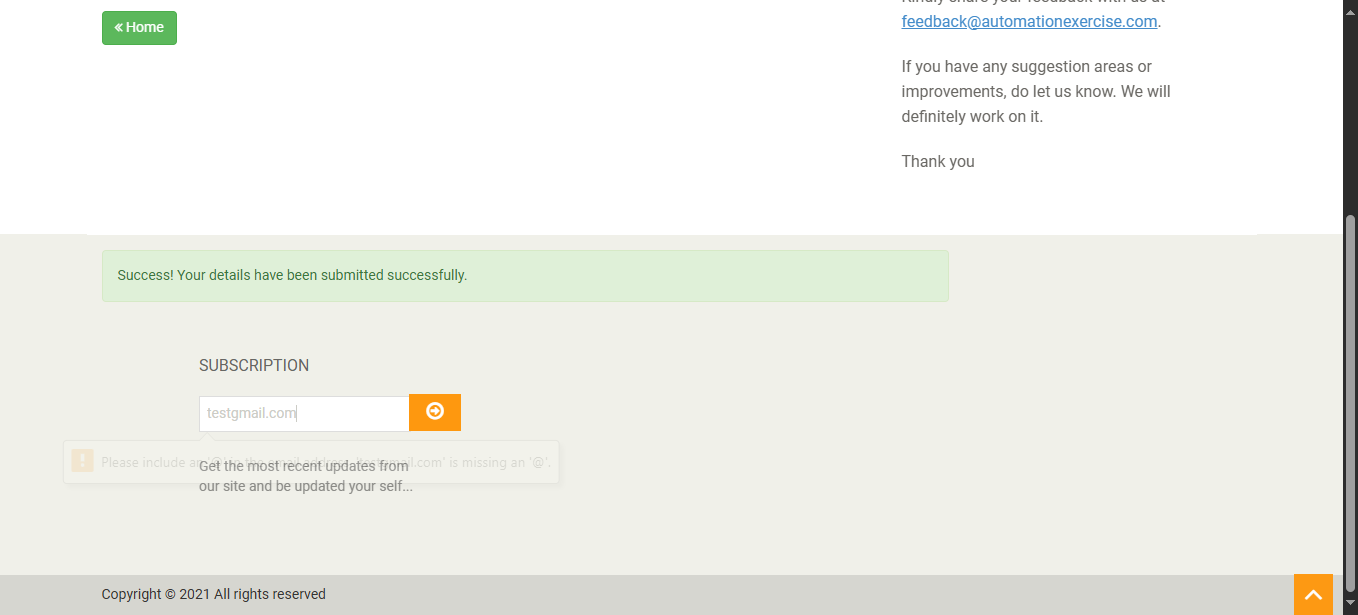 Kindly share your feedback with us at
« Home
feedback@automationexercise.com.
If you have any suggestion areas or
improvements, do let us know. We will
definitely work on it.
Thank you
Success! Your details have been submitted successfully.
SUBSCRIPTION
testgmail.com
Please include an '@' in the email address. 'testgmail.com' is missing an '@'.
Get the most recent updates from
our site and be updated your self...
Copyright © 2021 All rights reserved